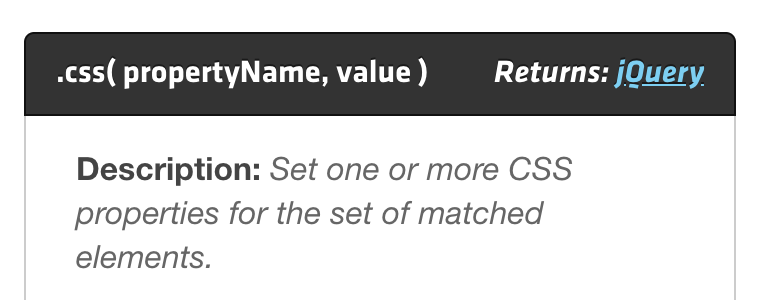 .css( propertyName, value ) Returns: jQuery
Description: Set one or more CSS
properties for the set of matched
elements.